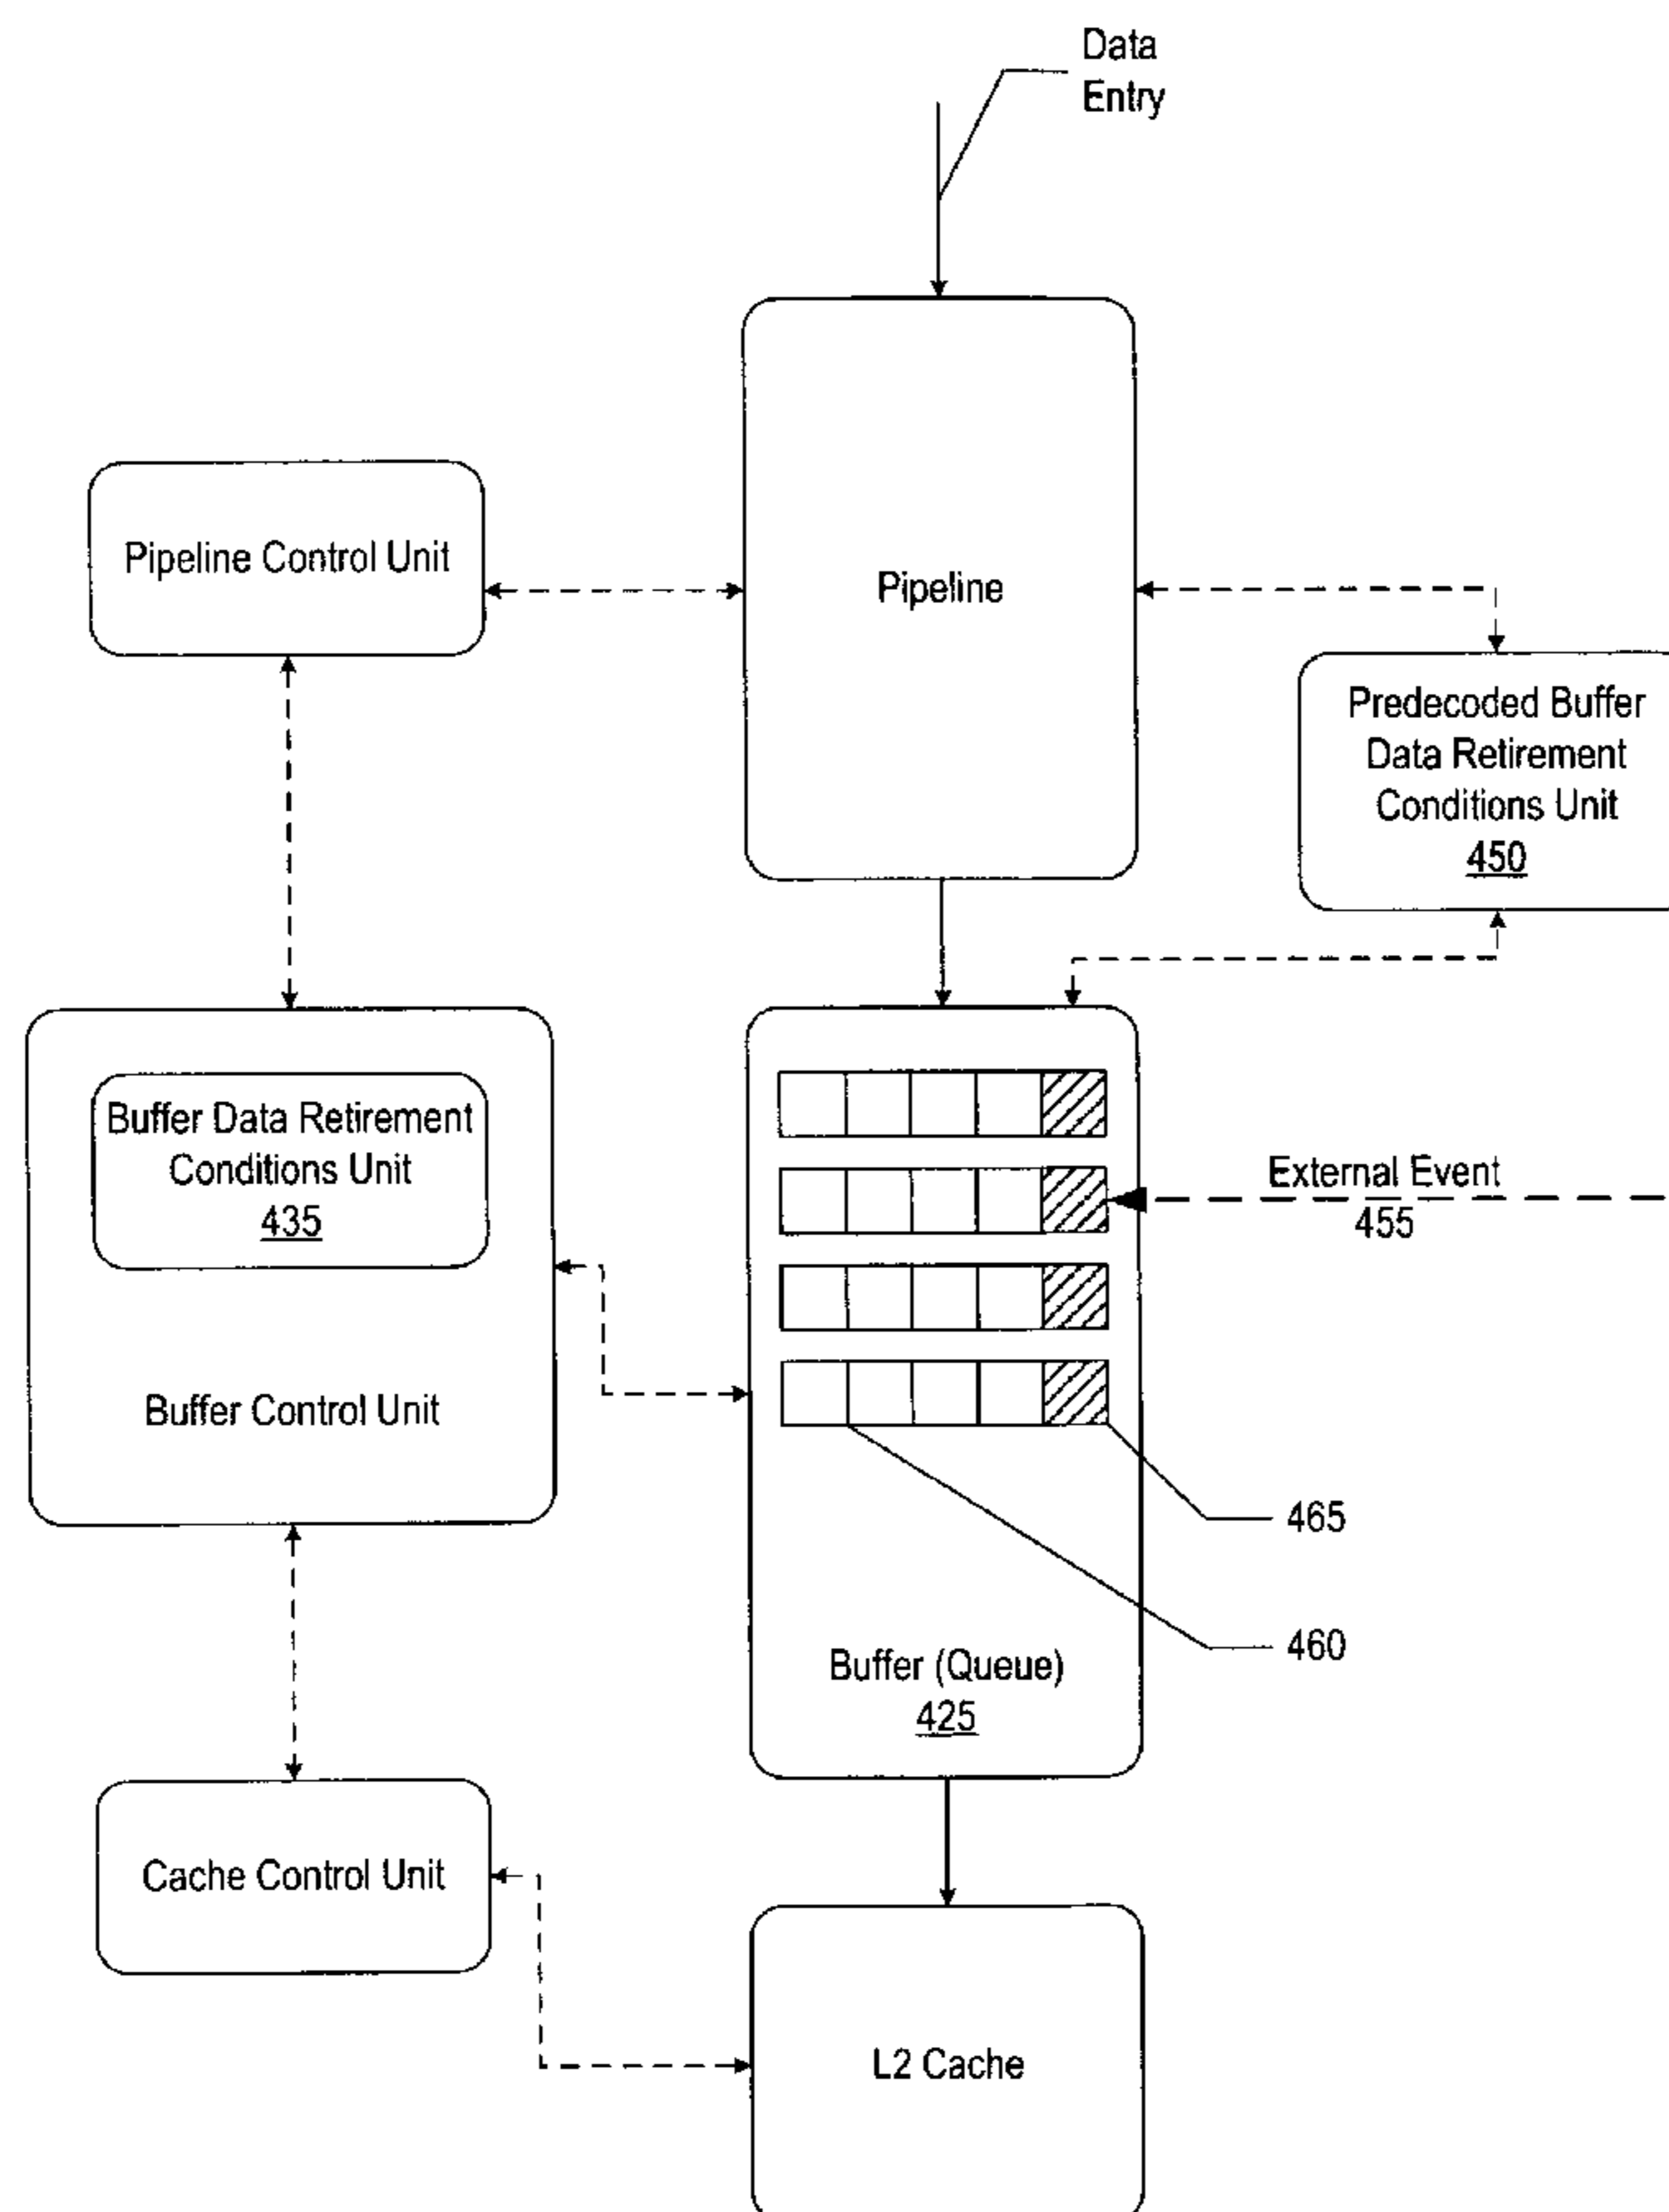 Data
Entry
Pipeline Control Unit
Pipeline
Predecoded Buffer
Data Retirement
Conditions Unit
450
Buffer Data Retirement
Conditions Unit
435
Buffer Control Unit
External Event
455
465
460
Buffer (Queue)
425
Cache Control Unit
L2 Cache